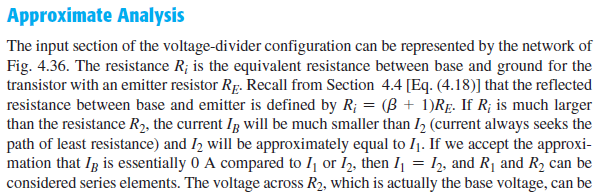 Approximate Analysis
The input section of the voltage-divider configuration can be represented by the network of
Fig. 4.36. The resistance Rᵢ is the equivalent resistance between base and ground for the
transistor with an emitter resistor R_E. Recall from Section 4.4 [Eq. (4.18)] that the reflected
resistance between base and emitter is defined by Rᵢ = (β + 1)R_E. If Rᵢ is much larger
than the resistance R₂, the current I_B will be much smaller than I₂ (current always seeks the
path of least resistance) and I₂ will be approximately equal to I₁. If we accept the approxi-
mation that I_B is essentially 0 A compared to I₁ or I₂, then I₁ = I₂, and R₁ and R₂ can be
considered series elements. The voltage across R₂, which is actually the base voltage, can be